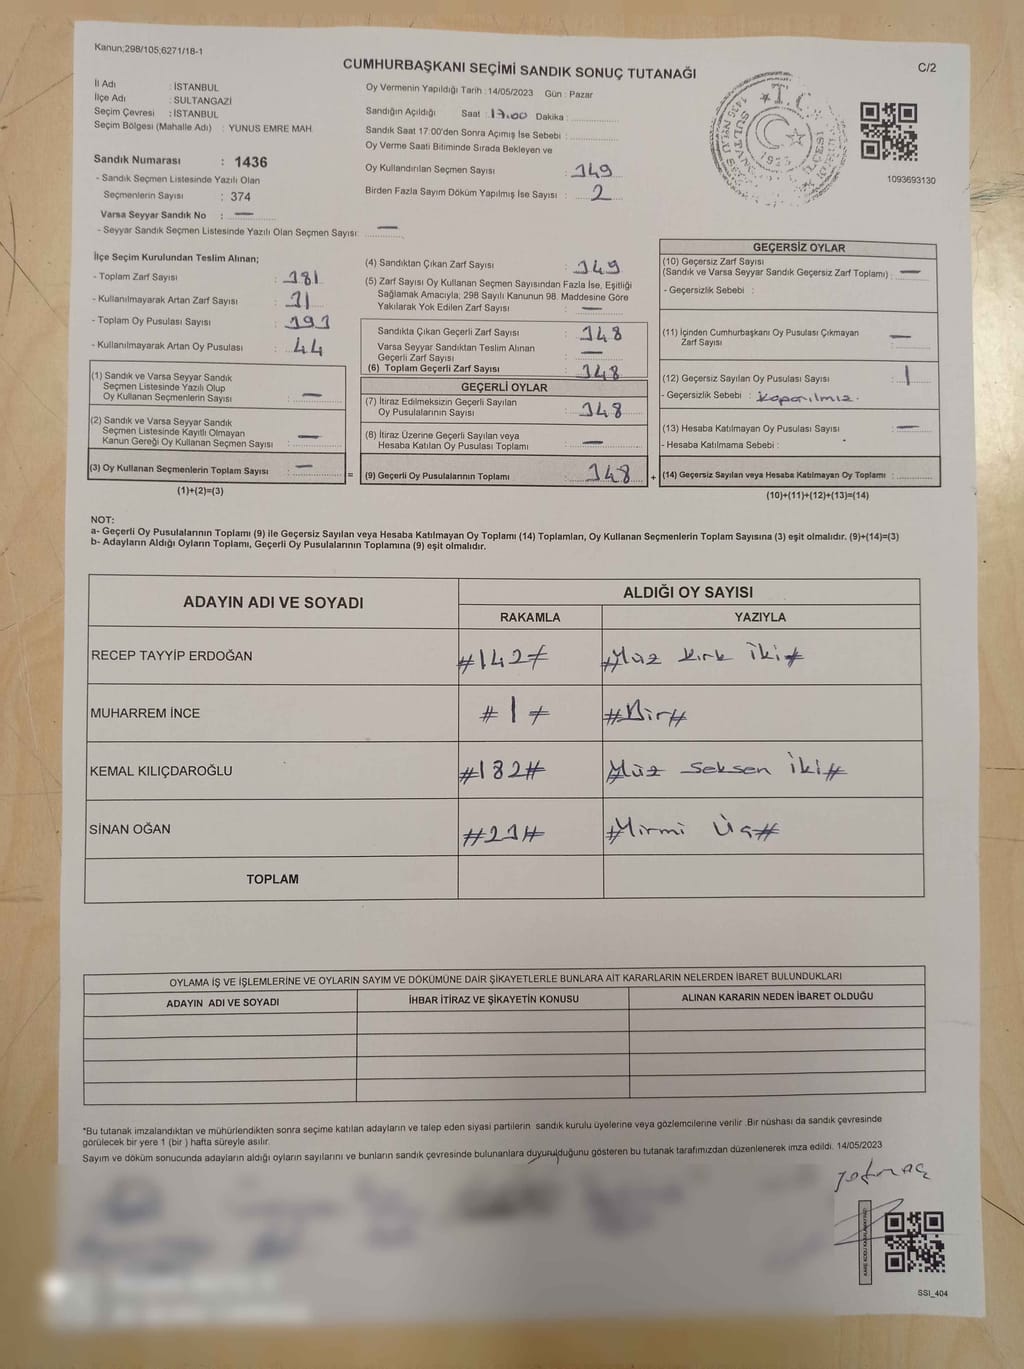 Kanun;298/105;6271/18-1
C/2
CUMHURBAŞKANI SEÇİMİ SANDIK SONUÇ TUTANAĞI
İl Adı : İSTANBUL
İlçe Adı : SULTANGAZİ
Seçim Çevresi : İSTANBUL
Seçim Bölgesi (Mahalle Adı) : YUNUS EMRE MAH.
Sandık Numarası : 1436
- Sandık Seçmen Listesinde Yazılı Olan
Seçmenlerin Sayısı : 374
Varsa Seyyar Sandık No : —
- Seyyar Sandık Seçmen Listesinde Yazılı Olan Seçmen Sayısı: —
Oy Vermenin Yapıldığı Tarih : 14/05/2023 Gün : Pazar
Sandığın Açıldığı Saat : 17.00 Dakika :
Sandık Saat 17:00'den Sonra Açımış İse Sebebi :
Oy Verme Saati Bitiminde Sırada Bekleyen ve
Oy Kullandırılan Seçmen Sayısı : 349
Birden Fazla Sayım Döküm Yapılmış İse Sayısı : 2
T.C.
1093693130
İlçe Seçim Kurulundan Teslim Alınan;
- Toplam Zarf Sayısı : 381
- Kullanılmayarak Artan Zarf Sayısı : 31
- Toplam Oy Pusulası Sayısı : 393
- Kullanılmayarak Artan Oy Pusulası : 44
(1) Sandık ve Varsa Seyyar Sandık
Seçmen Listesinde Yazılı Olup
Oy Kullanan Seçmenlerin Sayısı : —
(2) Sandık ve Varsa Seyyar Sandık
Seçmen Listesinde Kayıtlı Olmayan
Kanun Gereği Oy Kullanan Seçmen Sayısı : —
(3) Oy Kullanan Seçmenlerin Toplam Sayısı : —
(1)+(2)=(3)
=
(4) Sandıktan Çıkan Zarf Sayısı : 349
(5) Zarf Sayısı Oy Kullanan Seçmen Sayısından Fazla İse, Eşitliği
Sağlamak Amacıyla; 298 Sayılı Kanunun 98. Maddesine Göre
Yakılarak Yok Edilen Zarf Sayısı : —
Sandıkta Çıkan Geçerli Zarf Sayısı : 348
Varsa Seyyar Sandıktan Teslim Alınan
Geçerli Zarf Sayısı : —
(6) Toplam Geçerli Zarf Sayısı : 348
GEÇERLİ OYLAR
(7) İtiraz Edilmeksizin Geçerli Sayılan
Oy Pusulalarının Sayısı : 348
(8) İtiraz Üzerine Geçerli Sayılan veya
Hesaba Katılan Oy Pusulası Toplamı : —
(9) Geçerli Oy Pusulalarının Toplamı : 348
+
GEÇERSİZ OYLAR
(10) Geçersiz Zarf Sayısı
(Sandık ve Varsa Seyyar Sandık Geçersiz Zarf Toplamı) : —
- Geçersizlik Sebebi :
(11) İçinden Cumhurbaşkanı Oy Pusulası Çıkmayan
Zarf Sayısı : —
(12) Geçersiz Sayılan Oy Pusulası Sayısı : 1
- Geçersizlik Sebebi :
(13) Hesaba Katılmayan Oy Pusulası Sayısı : —
- Hesaba Katılmama Sebebi :
(14) Geçersiz Sayılan veya Hesaba Katılmayan Oy Toplamı :
(10)+(11)+(12)+(13)=(14)
NOT:
a- Geçerli Oy Pusulalarının Toplamı (9) ile Geçersiz Sayılan veya Hesaba Katılmayan Oy Toplamı (14) Toplamları, Oy Kullanan Seçmenlerin Toplam Sayısına (3) eşit olmalıdır. (9)+(14)=(3)
b- Adayların Aldığı Oyların Toplamı, Geçerli Oy Pusulalarının Toplamına (9) eşit olmalıdır.
ADAYIN ADI VE SOYADI
ALDIĞI OY SAYISI
RAKAMLA YAZIYLA
RECEP TAYYİP ERDOĞAN #142# #Yüz kırk iki#
MUHARREM İNCE #1# #Bir#
KEMAL KILIÇDAROĞLU #182# #Yüz seksen iki#
SİNAN OĞAN #23# #Yirmi Üç#
TOPLAM
OYLAMA İŞ VE İŞLEMLERİNE VE OYLARIN SAYIM VE DÖKÜMÜNE DAİR ŞİKAYETLERLE BUNLARA AİT KARARLARIN NELERDEN İBARET BULUNDUKLARI
ADAYIN ADI VE SOYADI İHBAR İTİRAZ VE ŞİKAYETİN KONUSU ALINAN KARARIN NEDEN İBARET OLDUĞU
*Bu tutanak imzalandıktan ve mühürlendikten sonra seçime katılan adayların ve talep eden siyasi partilerin sandık kurulu üyelerine veya gözlemcilerine verilir .Bir nüshası da sandık çevresinde
görülecek bir yere 1 (bir ) hafta süreyle asılır.
Sayım ve döküm sonucunda adayların aldığı oyların sayılarını ve bunların sandık çevresinde bulunanlara duyurulduğunu gösteren bu tutanak tarafımızdan düzenlenerek imza edildi. 14/05/2023
SSI_404